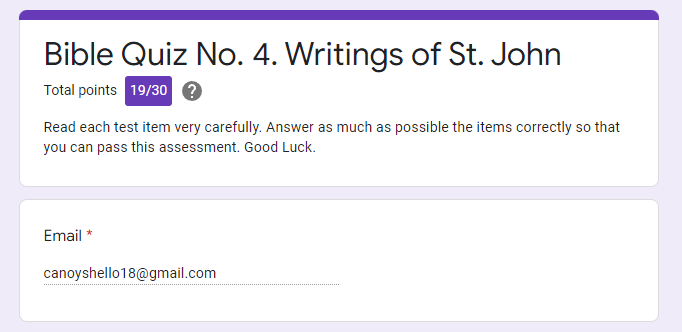 Bible Quiz No. 4. Writings of St. John
Total points 19/30 ?
Read each test item very carefully. Answer as much as possible the items correctly so that
you can pass this assessment. Good Luck.
Email *
canoyshello18@gmail.com